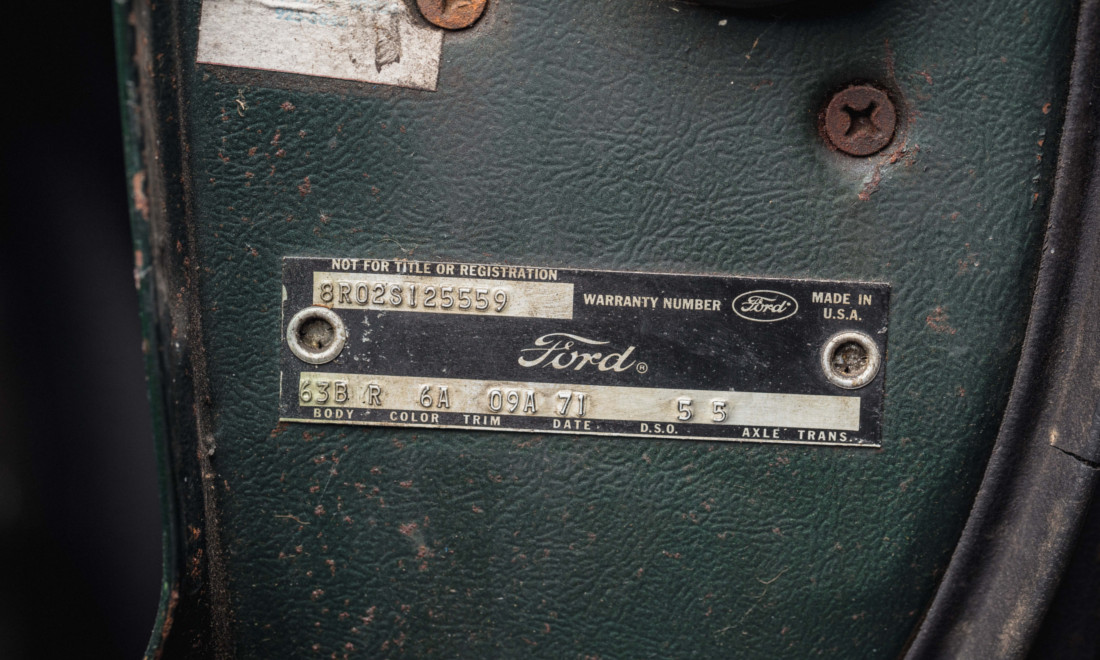 NOT FOR TITLE OR REGISTRATION
8R02S125559
WARRANTY NUMBER
Ford
MADE IN
U.S.A.
Ford®
63B R 6A 09A 71 5 5
BODY COLOR TRIM DATE D.S.O. AXLE TRANS.